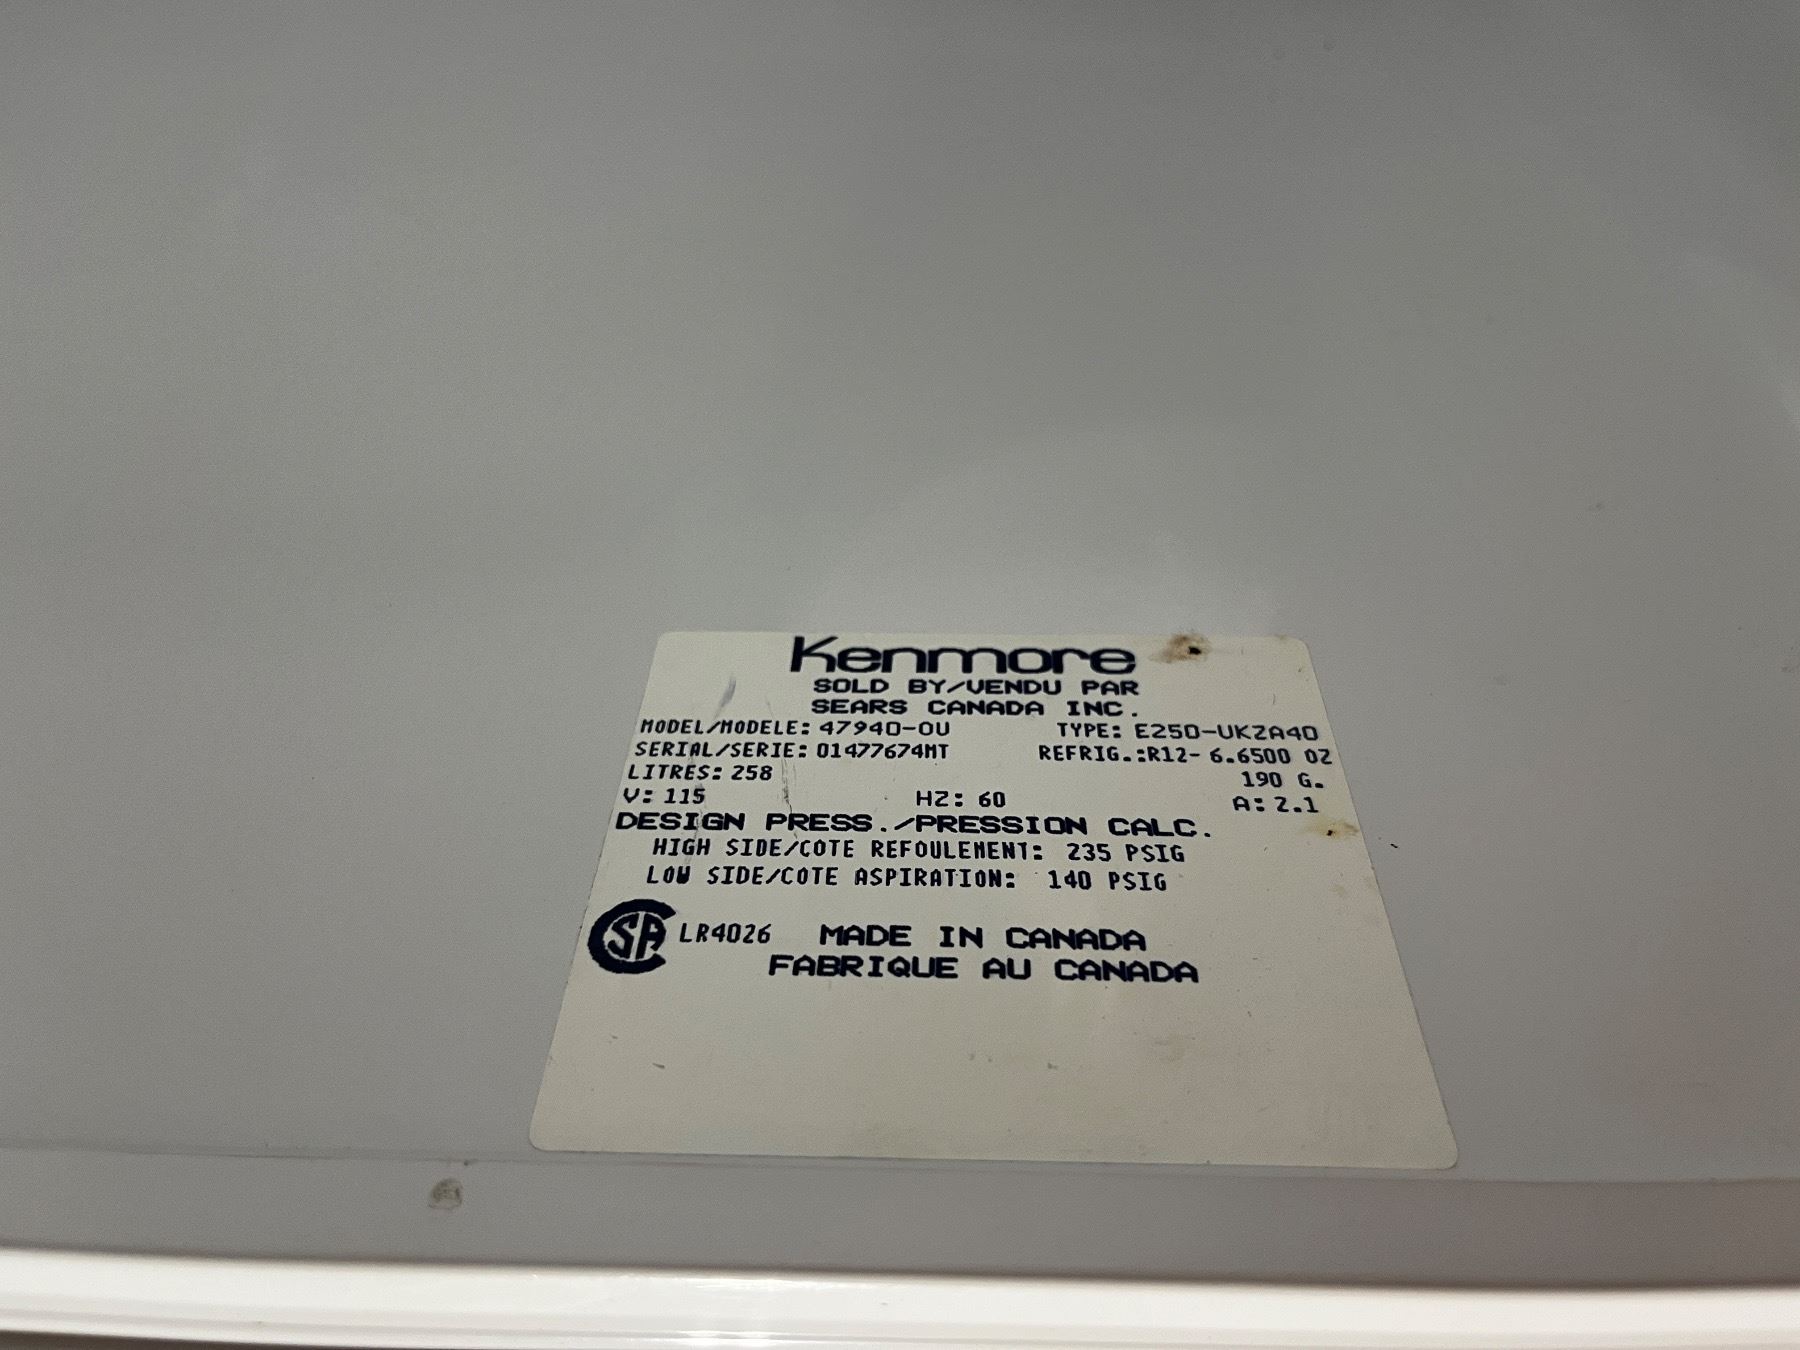 Kenmore
SOLD BY/VENDU PAR
SEARS CANADA INC.
MODEL/MODELE: 47940-0U TYPE: E250-UKZA40
SERIAL/SERIE: 01477674MT REFRIG.:R12- 6.6500 OZ
LITRES: 258 190 G.
V: 115 HZ: 60 A: 2.1
DESIGN PRESS./PRESSION CALC.
HIGH SIDE/COTE REFOULEMENT: 235 PSIG
LOW SIDE/COTE ASPIRATION: 140 PSIG
CSA LR4026 MADE IN CANADA
FABRIQUE AU CANADA